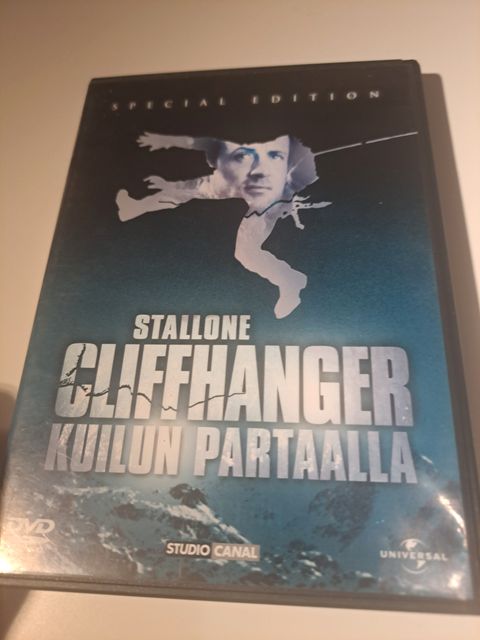 SPECIAL EDITION
STALLONE
CLIFFHANGER
KUILUN PARTAALLA
DVD
STUDIO CANAL
UNIVERSAL